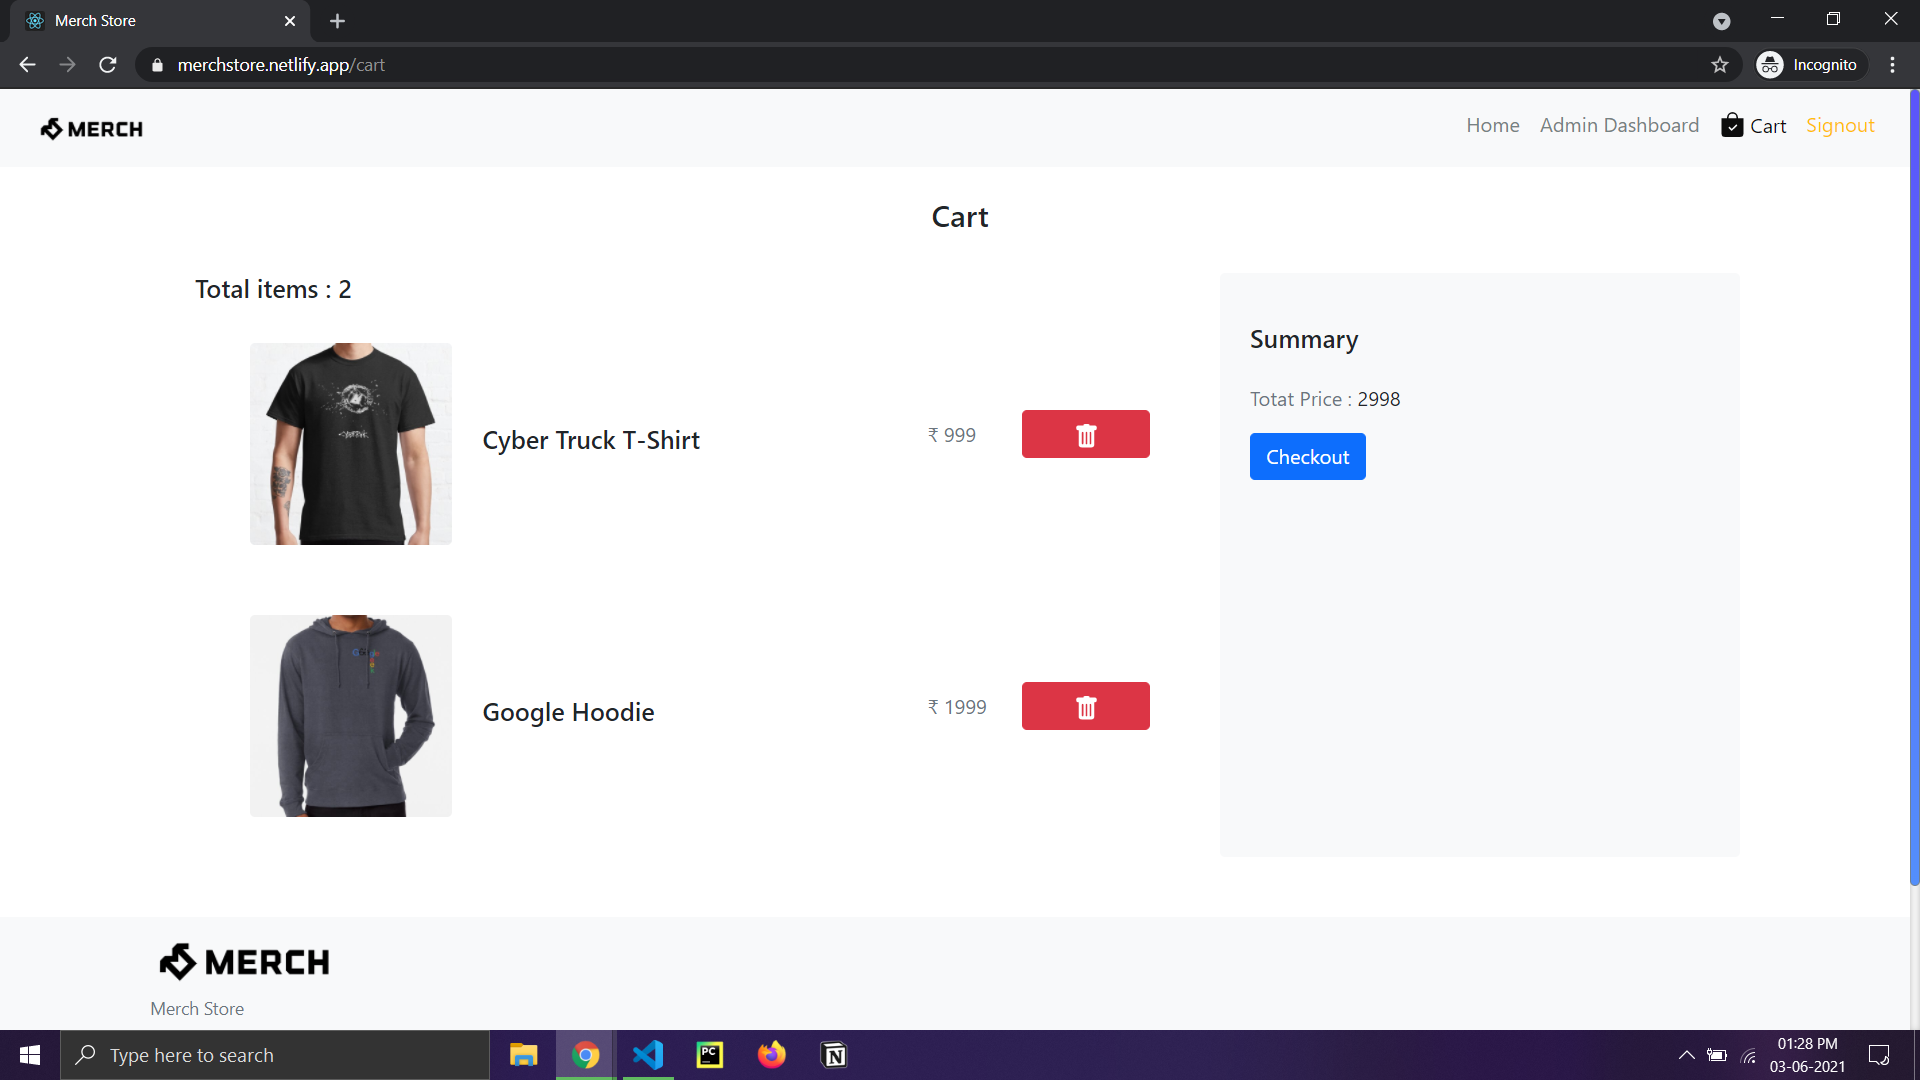 Merch Store
merchstore.netlify.app/cart
Incognito
MERCH
Home
Admin Dashboard
Cart
Signout
Cart
Total items : 2
Cyber Truck T-Shirt
₹ 999
Google Hoodie
₹ 1999
Summary
Totat Price : 2998
Checkout
MERCH
Merch Store
Type here to search
PC
N
01:28 PM
03-06-2021